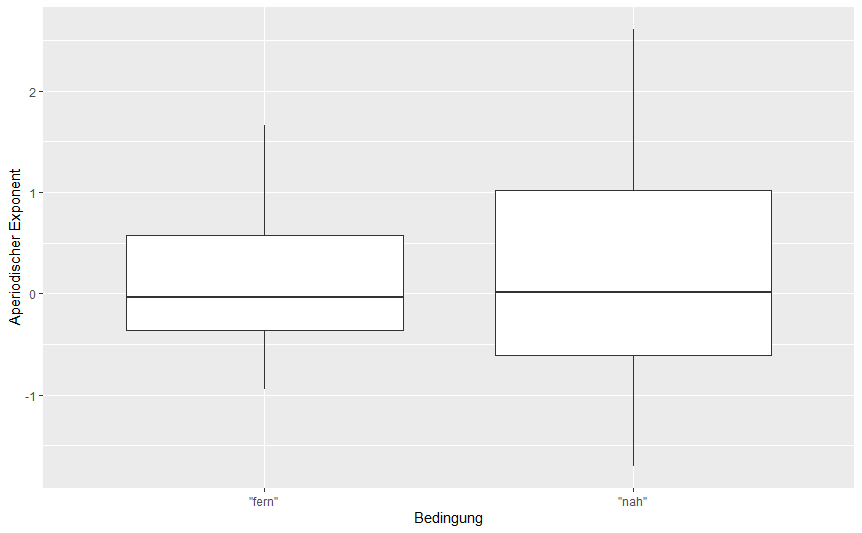 Aperiodischer Exponent
2
1
0
-1
"fern"
"nah"
Bedingung